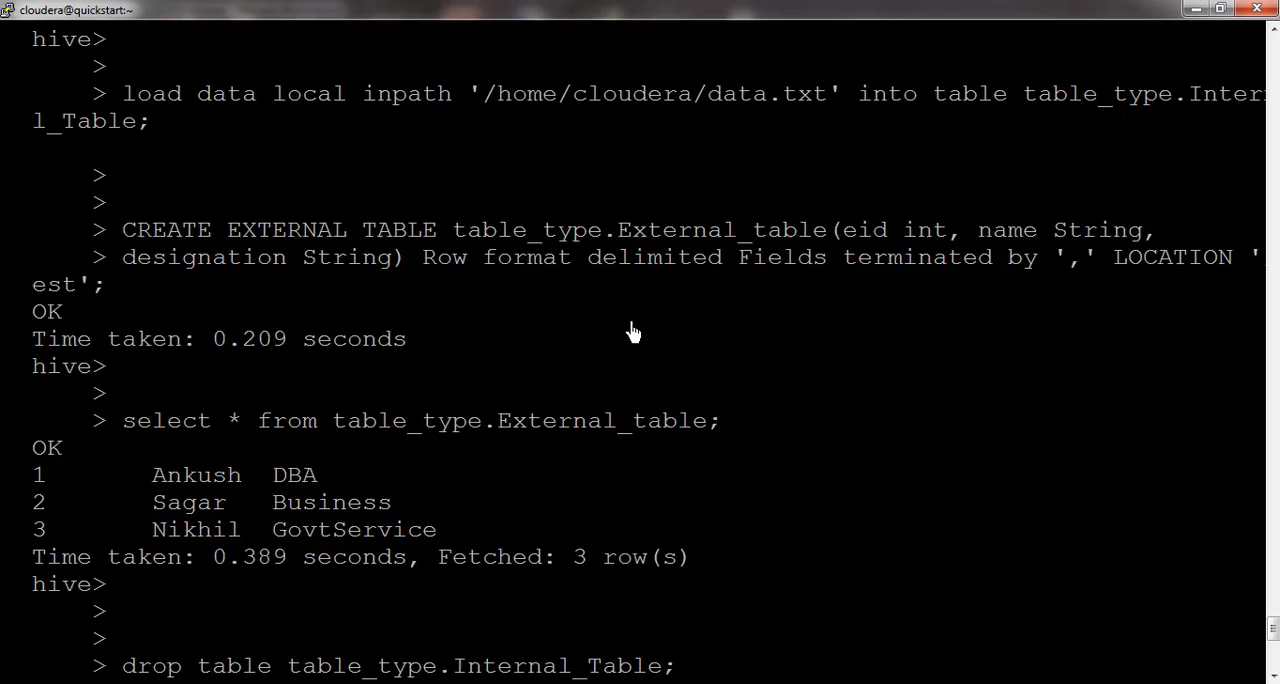 cloudera@quickstart:~
hive>
>
> load data local inpath '/home/cloudera/data.txt' into table table_type.Inter
l_Table;
>
>
> CREATE EXTERNAL TABLE table_type.External_table(eid int, name String,
> designation String) Row format delimited Fields terminated by ',' LOCATION '
est';
OK
Time taken: 0.209 seconds
hive>
>
> select * from table_type.External_table;
OK
1 Ankush DBA
2 Sagar Business
3 Nikhil GovtService
Time taken: 0.389 seconds, Fetched: 3 row(s)
hive>
>
>
> drop table table_type.Internal_Table;